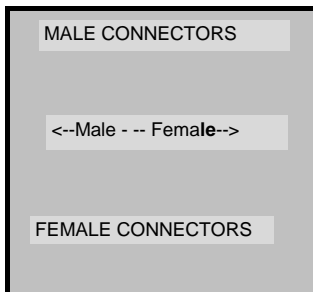 MALE CONNECTORS
<--Male - -- Female-->
FEMALE CONNECTORS